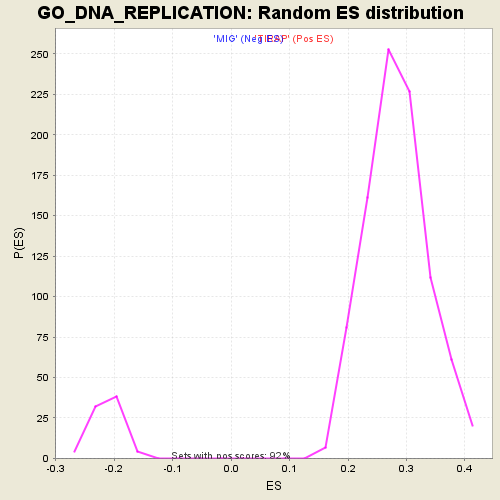 GO_DNA_REPLICATION: Random ES distribution
'MIG' (Neg ES) (Pos ES)
250
225
200
175
150
125
100
75
50
25
0
P(ES)
Sets with pos scores: 92%
-0.3 -0.2 -0.1 0.0 0.1 0.2 0.3 0.4
ES